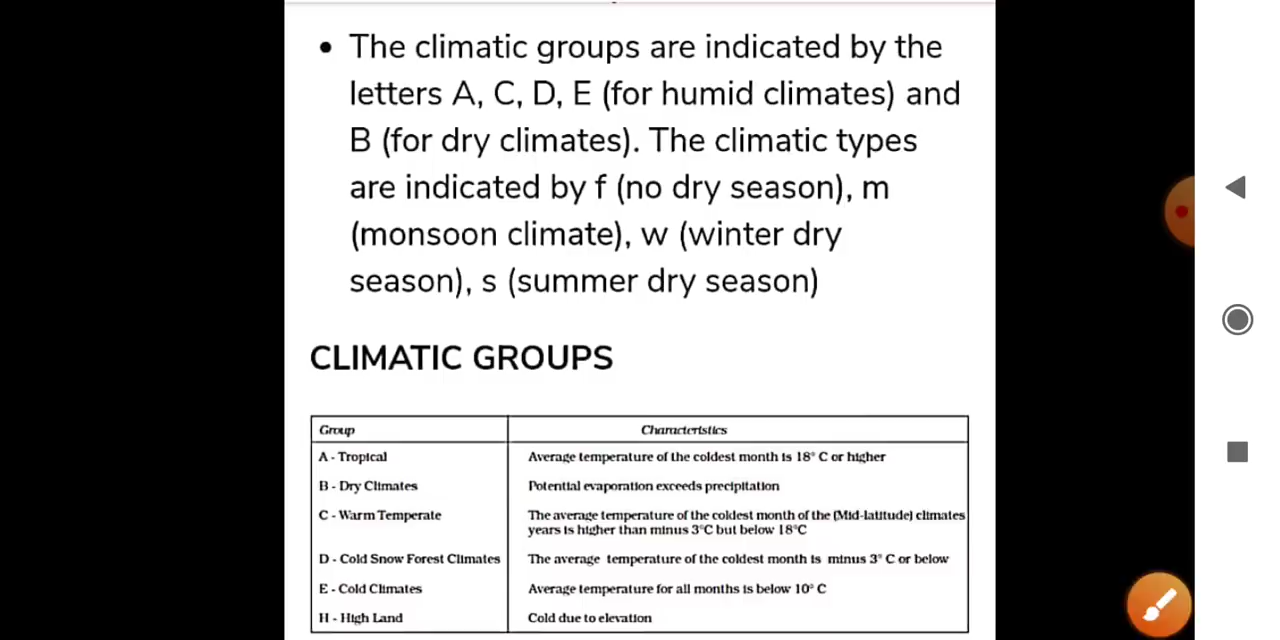 • The climatic groups are indicated by the
letters A, C, D, E (for humid climates) and
B (for dry climates). The climatic types
are indicated by f (no dry season), m
(monsoon climate), w (winter dry
season), s (summer dry season)
CLIMATIC GROUPS
Group Characteristics
A - Tropical Average temperature of the coldest month is 18° C or higher
B - Dry Climates Potential evaporation exceeds precipitation
C - Warm Temperate The average temperature of the coldest month of the (Mid-latitude) climates
years is higher than minus 3°C but below 18°C
D - Cold Snow Forest Climates The average temperature of the coldest month is minus 3° C or below
E - Cold Climates Average temperature for all months is below 10° C
H - High Land Cold due to elevation